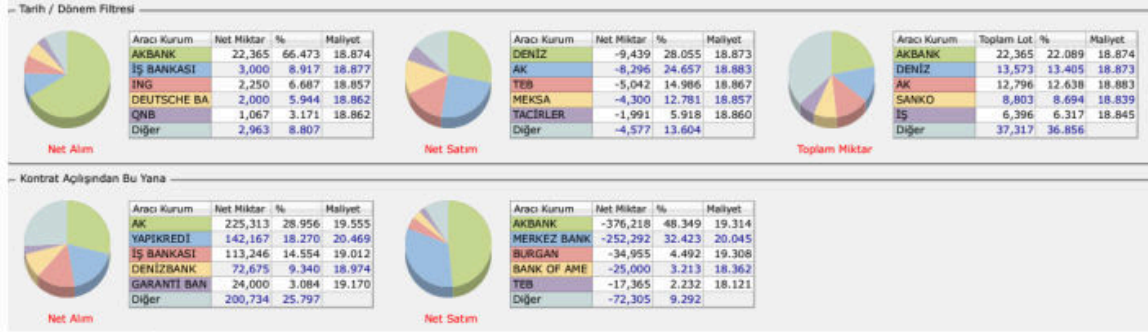 Tarih / Dönem Filtresi
Aracı Kurum Net Miktar % Maliyet
AKBANK 22,365 66.473 18.874
İŞ BANKASI 3,000 8.917 18.877
ING 2,250 6.687 18.857
DEUTSCHE BA 2,000 5.944 18.862
QNB 1,067 3.171 18.862
Diğer 2,963 8.807
Net Alım
Aracı Kurum Net Miktar % Maliyet
DENİZ -9,439 28.055 18.873
AK -8,296 24.657 18.883
TEB -5,042 14.986 18.867
MEKSA -4,300 12.781 18.857
TACİRLER -1,991 5.918 18.860
Diğer -4,577 13.604
Net Satım
Aracı Kurum Toplam Lot % Maliyet
AKBANK 22,365 22.089 18.874
DENİZ 13,573 13.405 18.873
AK 12,796 12.638 18.883
SANKO 8,803 8.694 18.839
İŞ 6,396 6.317 18.845
Diğer 37,317 36.856
Toplam Miktar
Kontrat Açılışından Bu Yana
Aracı Kurum Net Miktar % Maliyet
AK 225,313 28.956 19.555
YAPIKREDİ 142,167 18.270 20.469
İŞ BANKASI 113,246 14.554 19.012
DENİZBANK 72,675 9.340 18.974
GARANTİ BAN 24,000 3.084 19.170
Diğer 200,734 25.797
Net Alım
Aracı Kurum Net Miktar % Maliyet
AKBANK -376,218 48.349 19.314
MERKEZ BANK -252,292 32.423 20.045
BURGAN -34,955 4.492 19.308
BANK OF AME -25,000 3.213 18.362
TEB -17,365 2.232 18.121
Diğer -72,305 9.292
Net Satım